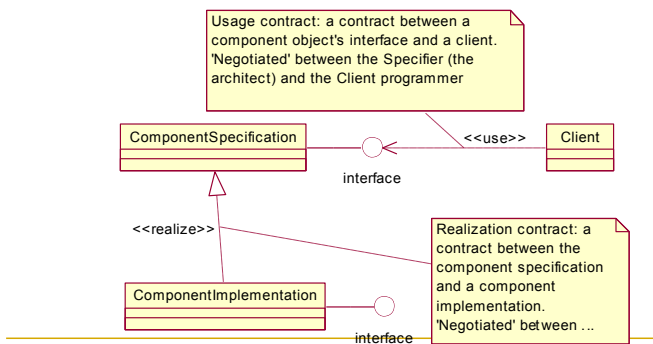 Usage contract: a contract between a
component object's interface and a client.
'Negotiated' between the Specifier (the
architect) and the Client programmer
ComponentSpecification
<<use>>
Client
interface
<<realize>>
Realization contract: a
contract between the
component specification
and a component
implementation.
'Negotiated' between ...
ComponentImplementation
interface